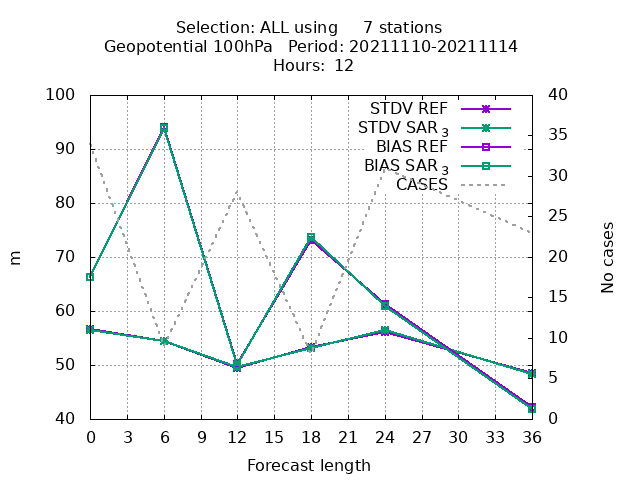 Selection: ALL using     7 stations
Geopotential 100hPa   Period: 20211110-20211114
Hours: 12
STDV REF
STDV SAR 3
BIAS REF
BIAS SAR 3
CASES
100
90
80
70
60
50
40
m
40
35
30
25
20
15
10
5
0
No cases
0 3 6 9 12 15 18 21 24 27 30 33 36
Forecast length